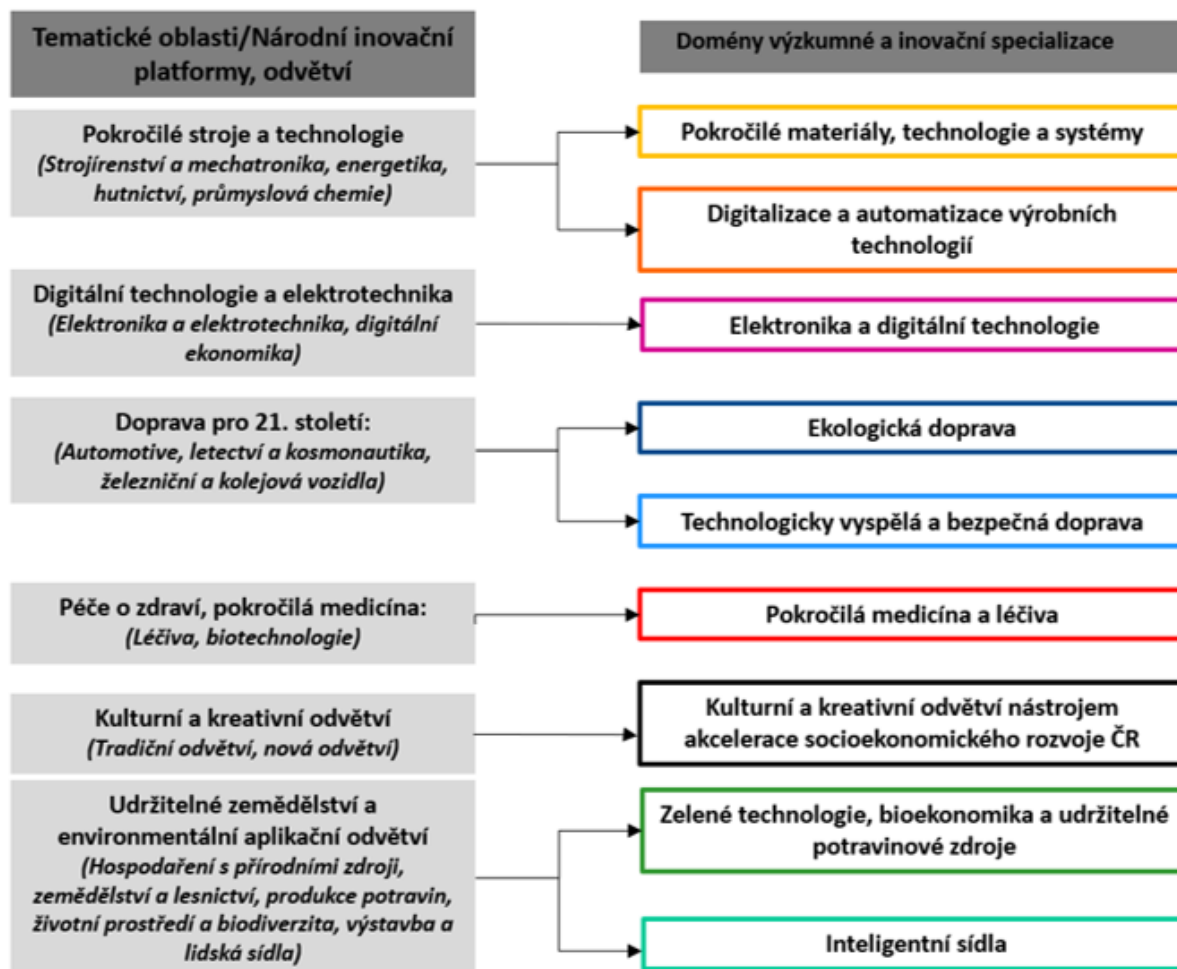 Tematické oblasti/Národní inovační
platformy, odvětví
Domény výzkumné a inovační specializace
Pokročilé stroje a technologie
(Strojírenství a mechatronika, energetika,
hutnictví, průmyslová chemie)
Pokročilé materiály, technologie a systémy
Digitalizace a automatizace výrobních
technologií
Digitální technologie a elektrotechnika
(Elektronika a elektrotechnika, digitální
ekonomika)
Elektronika a digitální technologie
Doprava pro 21. století:
(Automotive, letectví a kosmonautika,
železniční a kolejová vozidla)
Ekologická doprava
Technologicky vyspělá a bezpečná doprava
Péče o zdraví, pokročilá medicína:
(Léčiva, biotechnologie)
Pokročilá medicína a léčiva
Kulturní a kreativní odvětví
(Tradiční odvětví, nová odvětví)
Kulturní a kreativní odvětví nástrojem
akcelerace socioekonomického rozvoje ČR
Udržitelné zemědělství a
environmentální aplikační odvětví
(Hospodaření s přírodními zdroji,
zemědělství a lesnictví, produkce potravin,
životní prostředí a biodiverzita, výstavba a
lidská sídla)
Zelené technologie, bioekonomika a udržitelné
potravinové zdroje
Inteligentní sídla